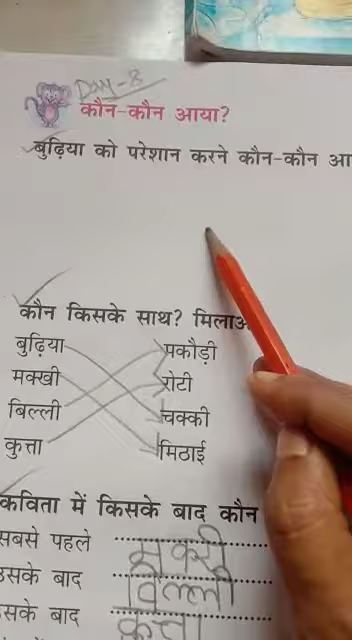 DAY-8
कौन-कौन आया?
बुढ़िया को परेशान करने कौन-कौन आ
कौन किसके साथ? मिलाअ
बुढ़िया पकौड़ी
मक्खी रोटी
बिल्ली चक्की
कुत्ता मिठाई
कविता में किसके बाद कौन
सबसे पहले मक्खी
उसके बाद बिल्ली
उसके बाद कुत्ता